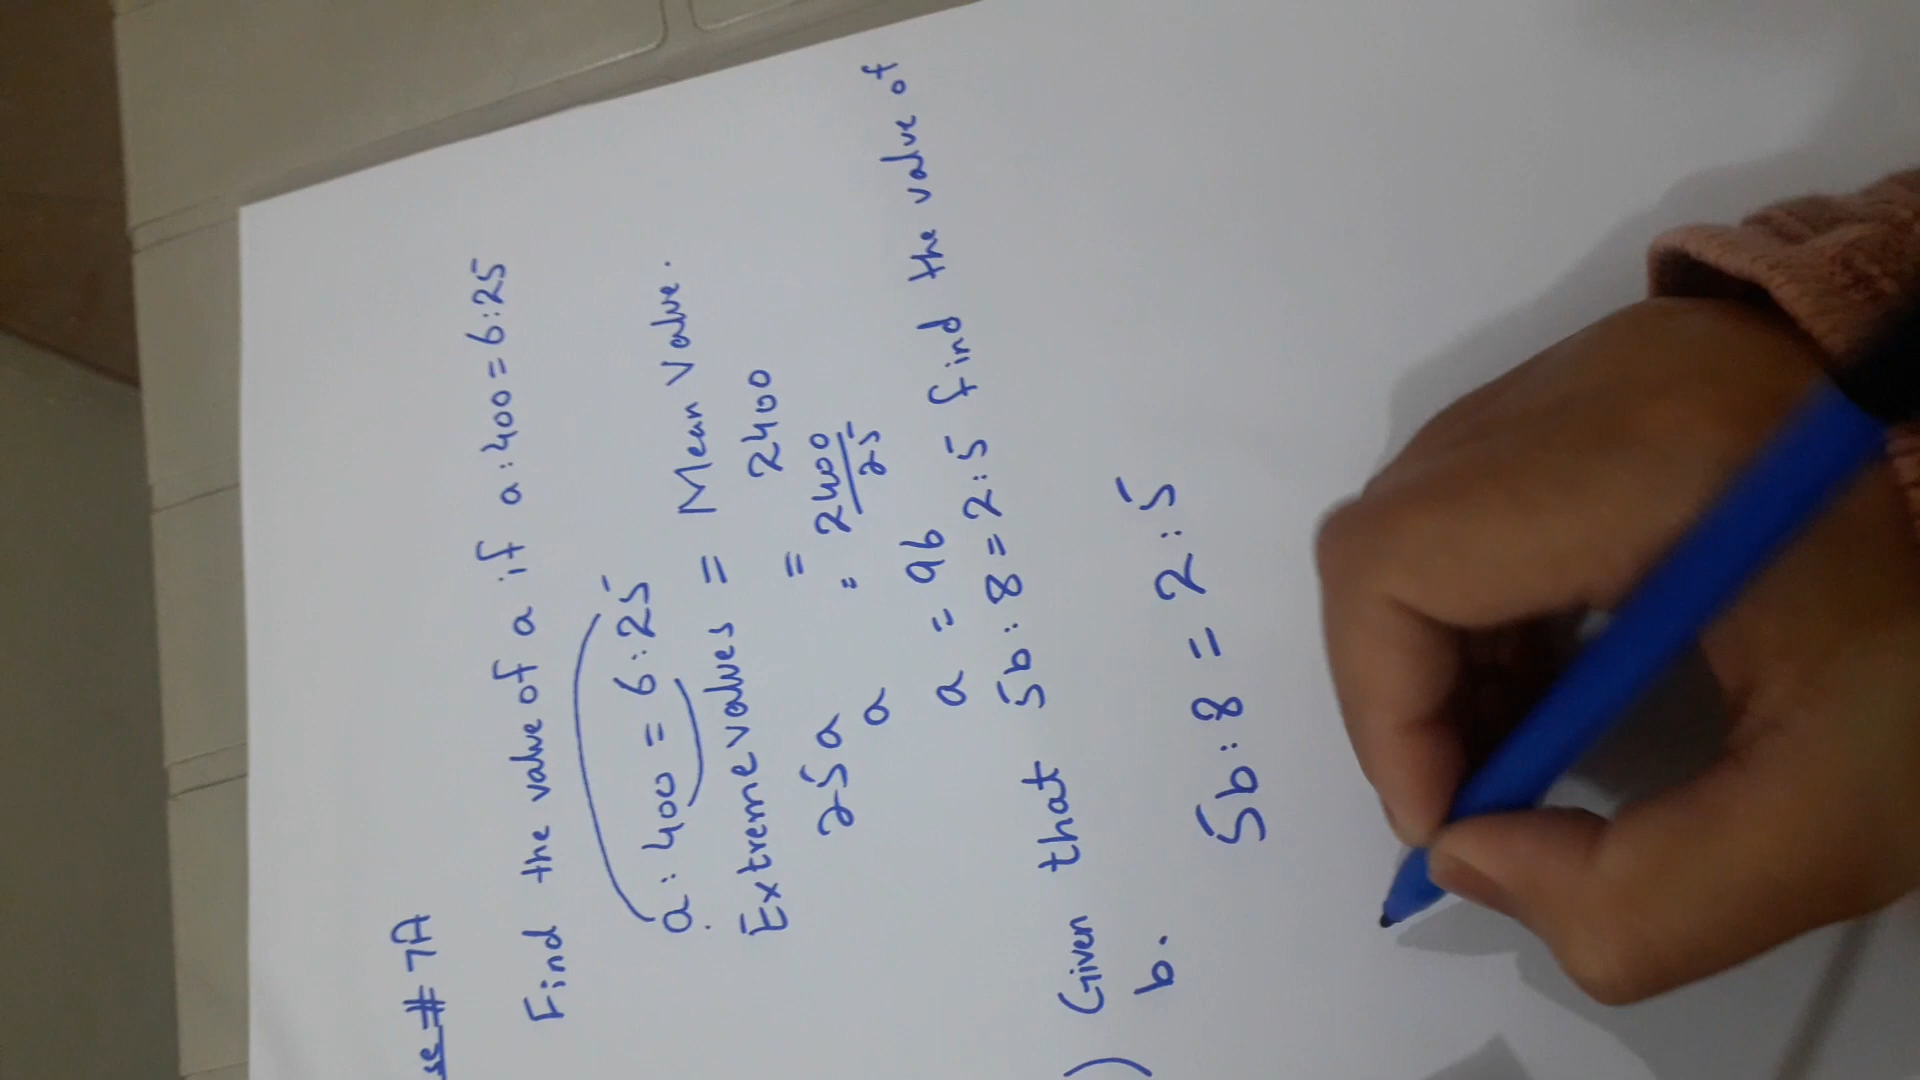 se # 7A
Find the value of a if a:400=6:25
a:400 = 6:25
Extreme values = Mean value.
25a = 2400
a = 2400/25
a = 96
) Given that 5b:8=2:5 find the value of
b.
5b:8 = 2:5